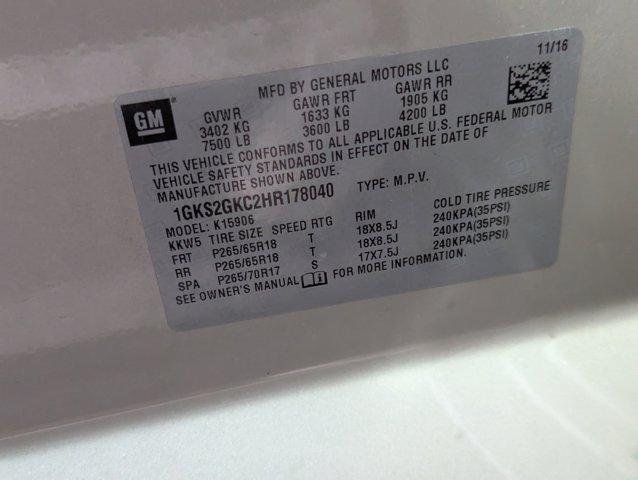 11/16
MFD BY GENERAL MOTORS LLC
GM
GVWR GAWR FRT GAWR RR
3402 KG 1633 KG 1905 KG
7500 LB 3600 LB 4200 LB
THIS VEHICLE CONFORMS TO ALL APPLICABLE U.S. FEDERAL MOTOR
VEHICLE SAFETY STANDARDS IN EFFECT ON THE DATE OF
MANUFACTURE SHOWN ABOVE.
1GKS2GKC2HR178040 TYPE: M.P.V.
MODEL: K15906
KKW5 TIRE SIZE SPEED RTG RIM COLD TIRE PRESSURE
FRT P265/65R18 T 18X8.5J 240KPA(35PSI)
RR P265/65R18 T 18X8.5J 240KPA(35PSI)
SPA P265/70R17 S 17X7.5J 240KPA(35PSI)
SEE OWNER'S MANUAL FOR MORE INFORMATION.